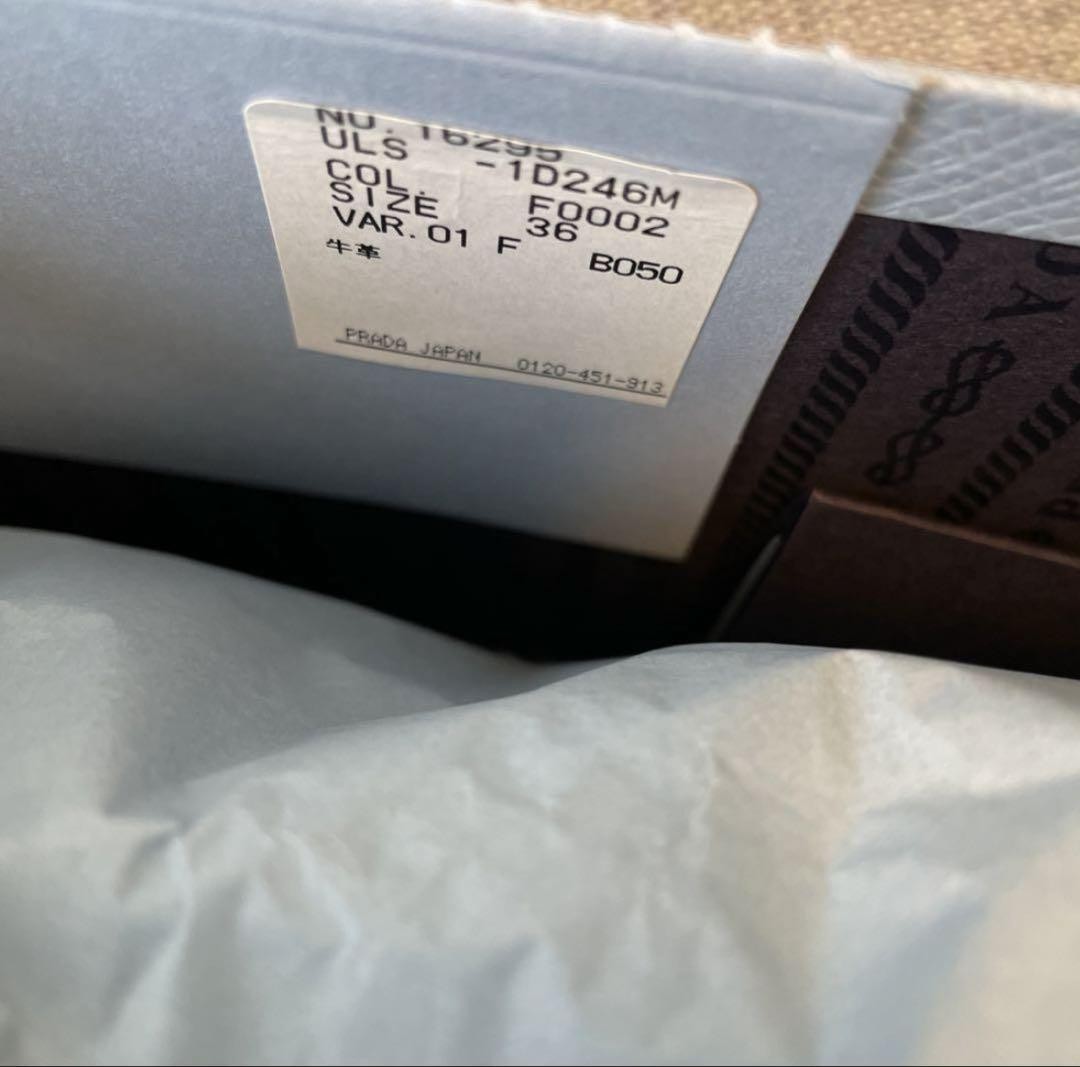 NO. 16295
ULS -1D246M
COL. F0002
SIZE 36
VAR.01 F B050
牛革
PRADA JAPAN 0120-451-913